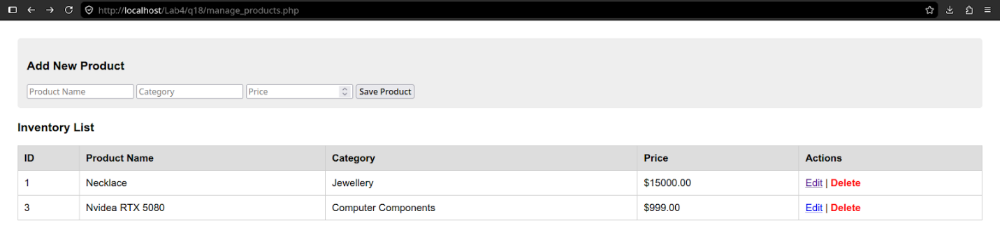 http://localhost/Lab4/q18/manage_products.php
Add New Product
Product Name Category Price Save Product
Inventory List
ID Product Name Category Price Actions
1 Necklace Jewellery $15000.00 Edit | Delete
3 Nvidea RTX 5080 Computer Components $999.00 Edit | Delete